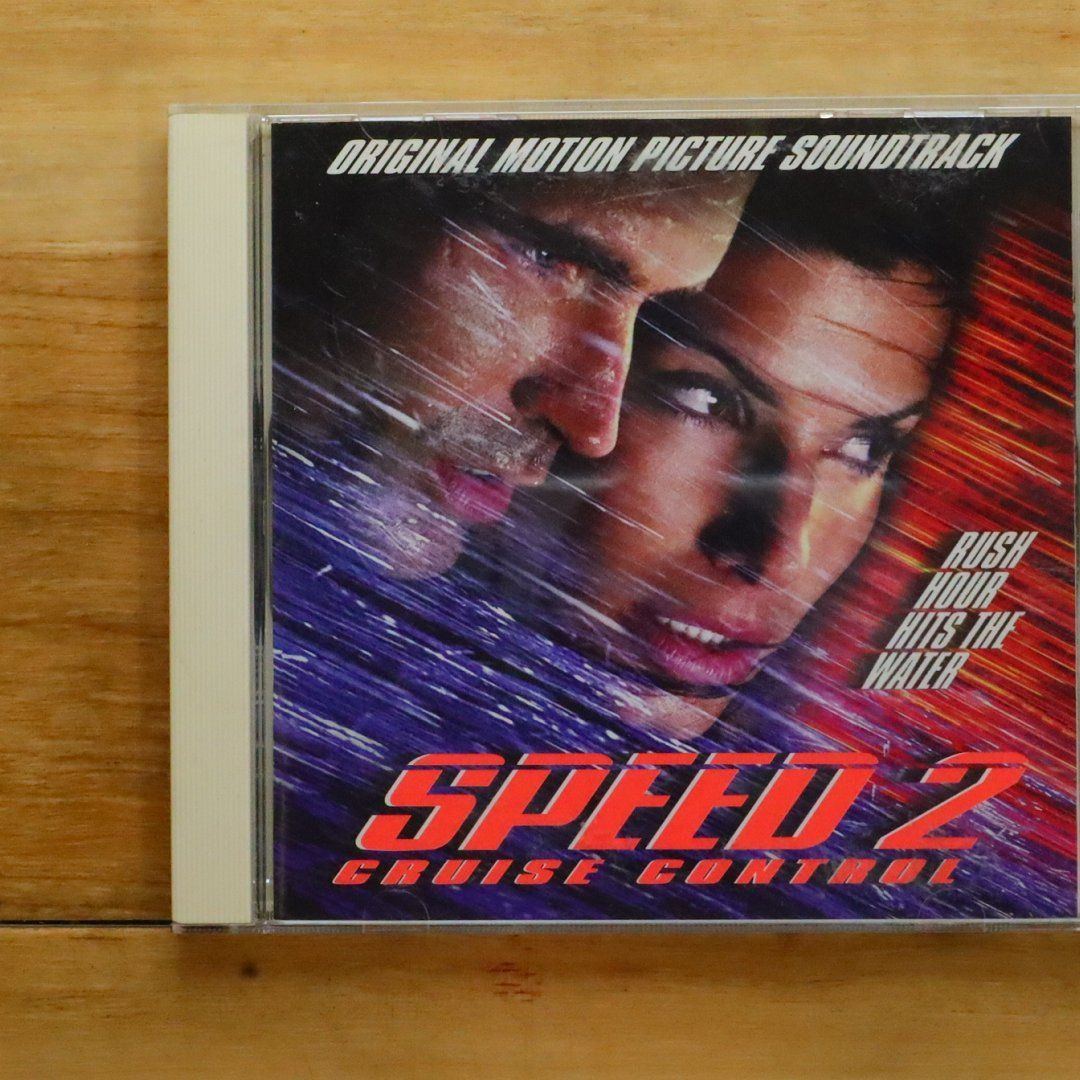 ORIGINAL MOTION PICTURE SOUNDTRACK
RUSH
HOUR
HITS THE
WATER
SPEED 2
CRUISE CONTROL